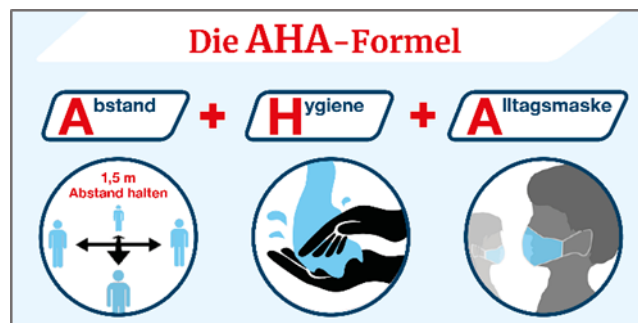 Die AHA-Formel
Abstand + Hygiene + Alltagsmaske
1,5 m
Abstand halten